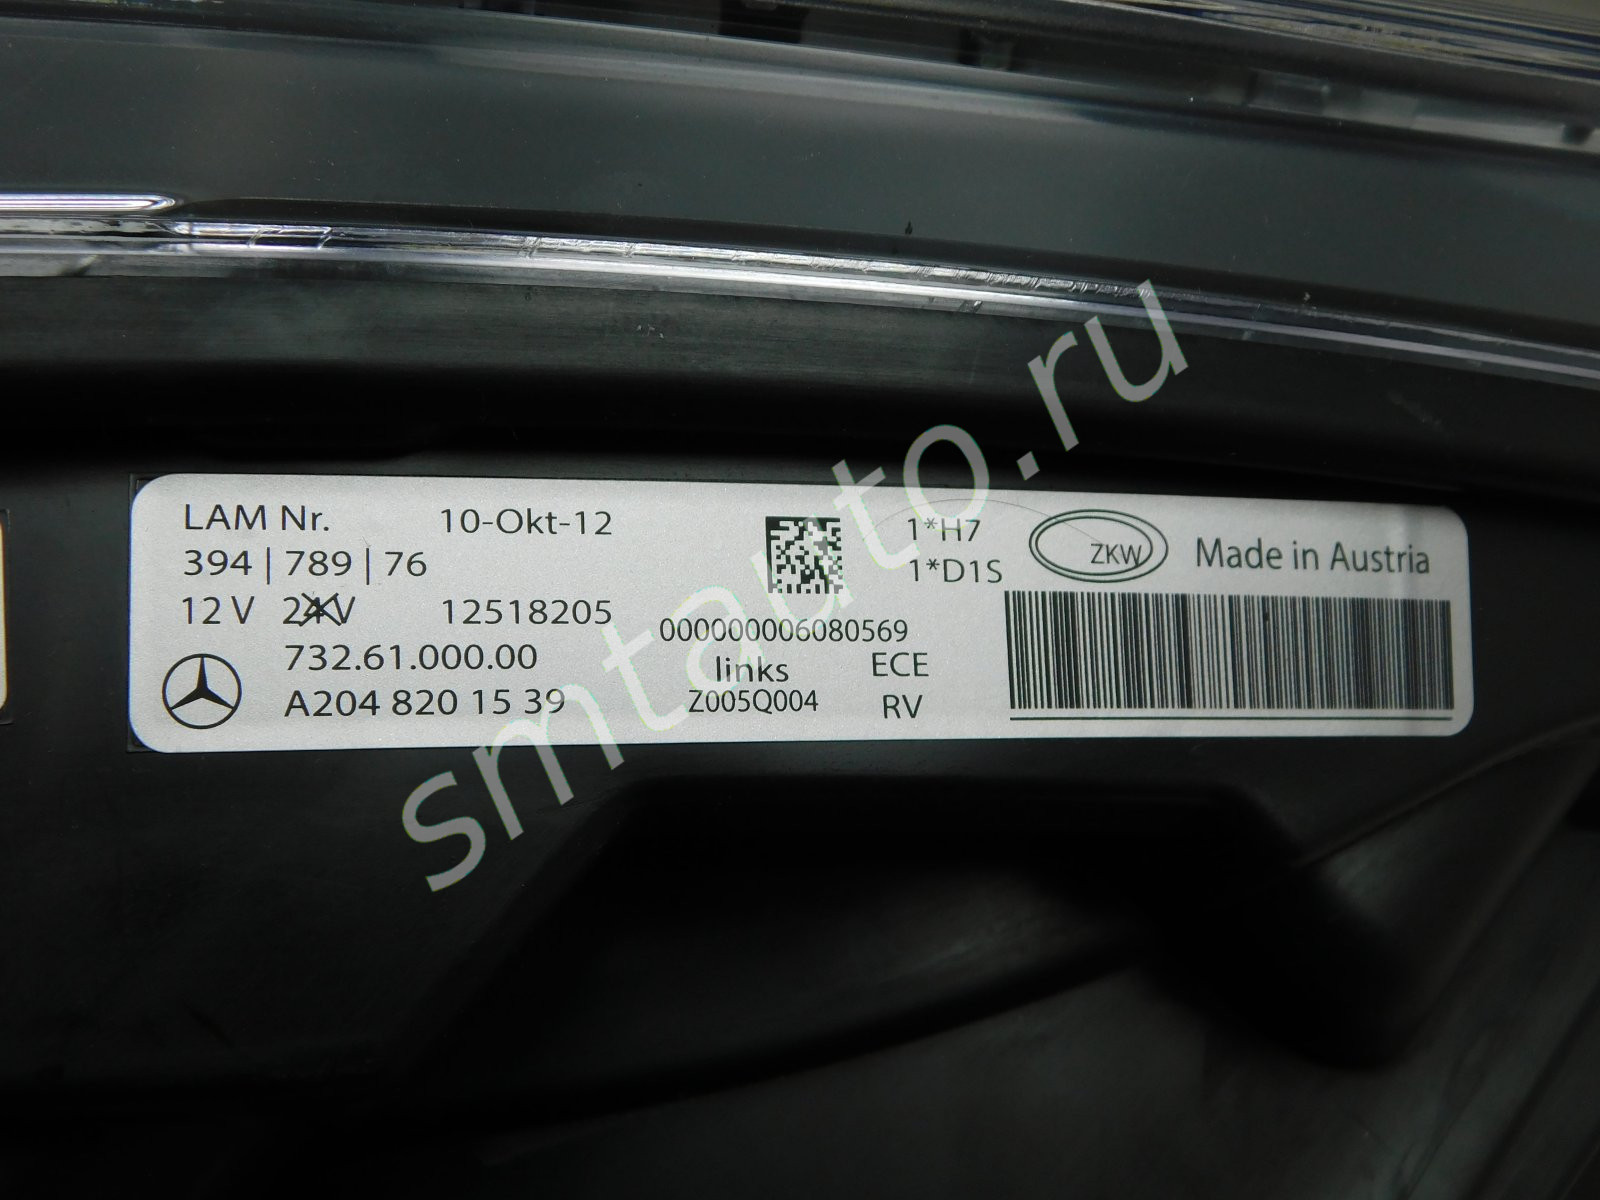 LAM Nr. 10-Okt-12
394 | 789 | 76
12 V 24V 12518205
732.61.000.00
A204 820 15 39
000000006080569
links ECE
Z005Q004 RV
1*H7
1*D1S
ZKW
Made in Austria
smtauto.ru